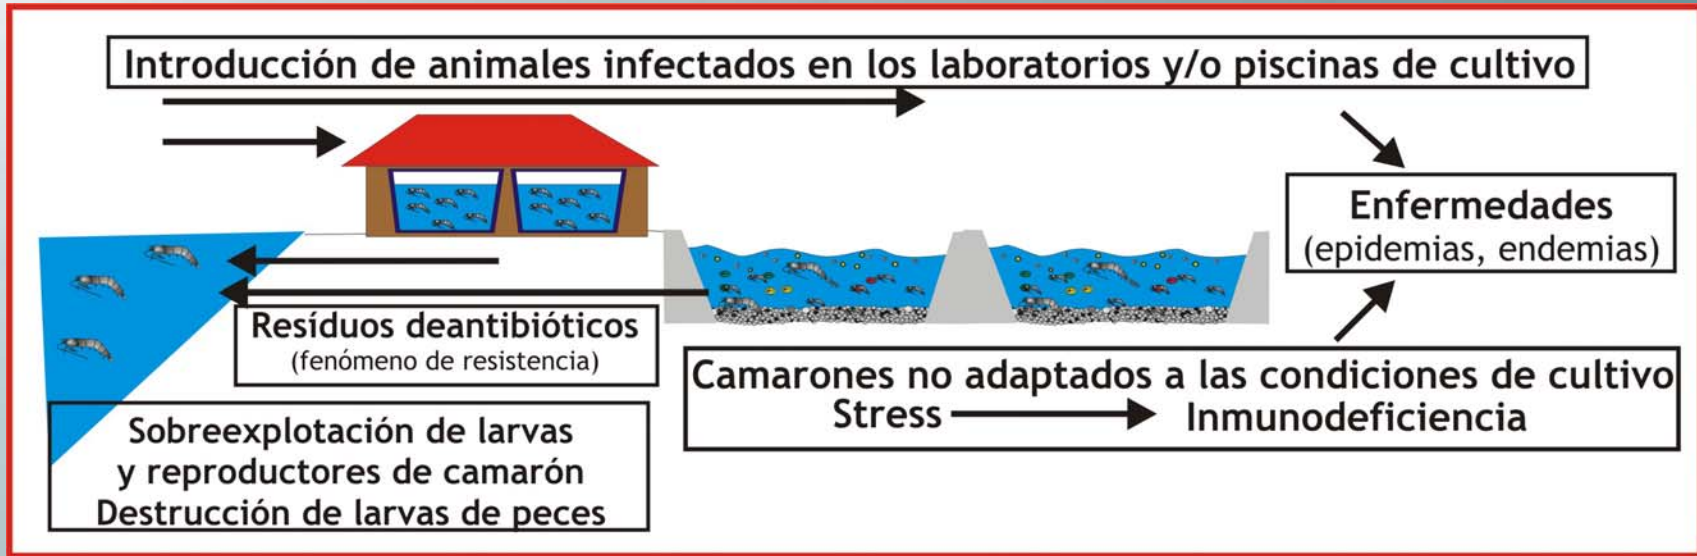 Introducción de animales infectados en los laboratorios y/o piscinas de cultivo
Enfermedades
(epidemias, endemias)
Resíduos deantibióticos
(fenómeno de resistencia)
Camarones no adaptados a las condiciones de cultivo
Stress Inmunodeficiencia
Sobreexplotación de larvas
y reproductores de camarón
Destrucción de larvas de peces